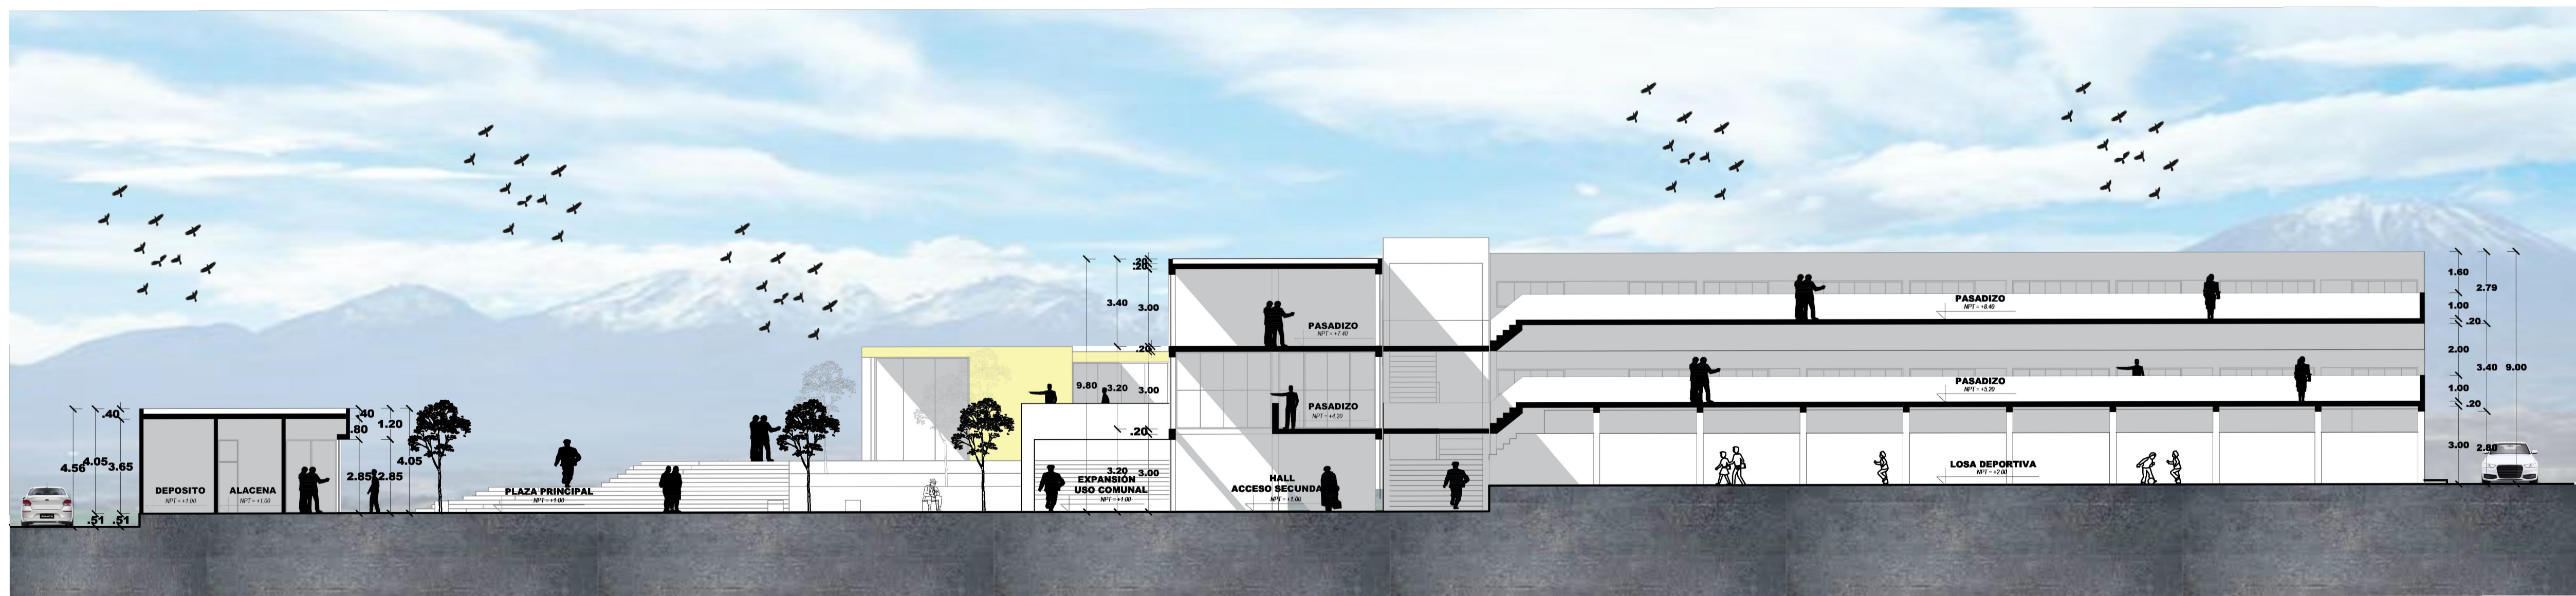 4.56
4.05
.40
3.65
.51
.51
DEPOSITO
NPT = +1.00
ALACENA
NPT = +1.00
.40
.80
1.20
2.85
2.85
4.05
PLAZA PRINCIPAL
NPT = +1.00
9.80
3.40
3.20
.20
3.20
.20
.20
3.00
.20
3.00
3.00
EXPANSIÓN
USO COMUNAL
NPT = +1.00
PASADIZO
NPT = +7.40
PASADIZO
NPT = +4.20
HALL
ACCESO SECUNDA
NPT = +1.00
PASADIZO
NPT = +8.40
PASADIZO
NPT = +5.20
LOSA DEPORTIVA
NPT = +2.00
1.60
1.00
.20
2.00
1.00
.20
3.00
2.79
3.40
2.80
9.00